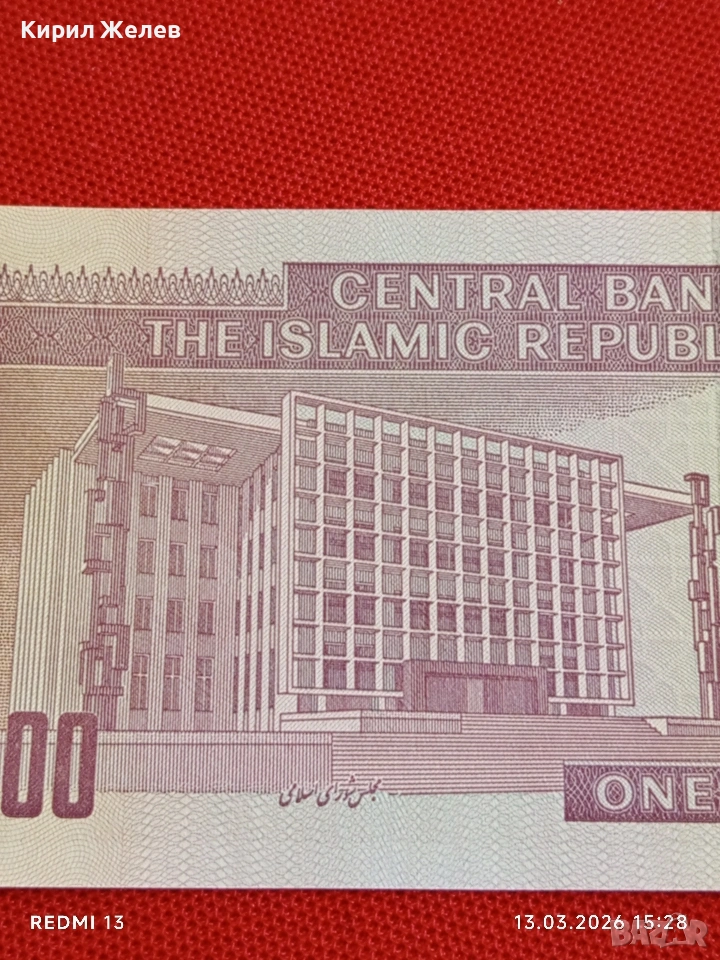 Кирил Желев
CENTRAL BAN
THE ISLAMIC REPUBL
00
مجلس شورای اسلامی
ONE
REDMI 13
13.03.2026 15:28
BAZAR